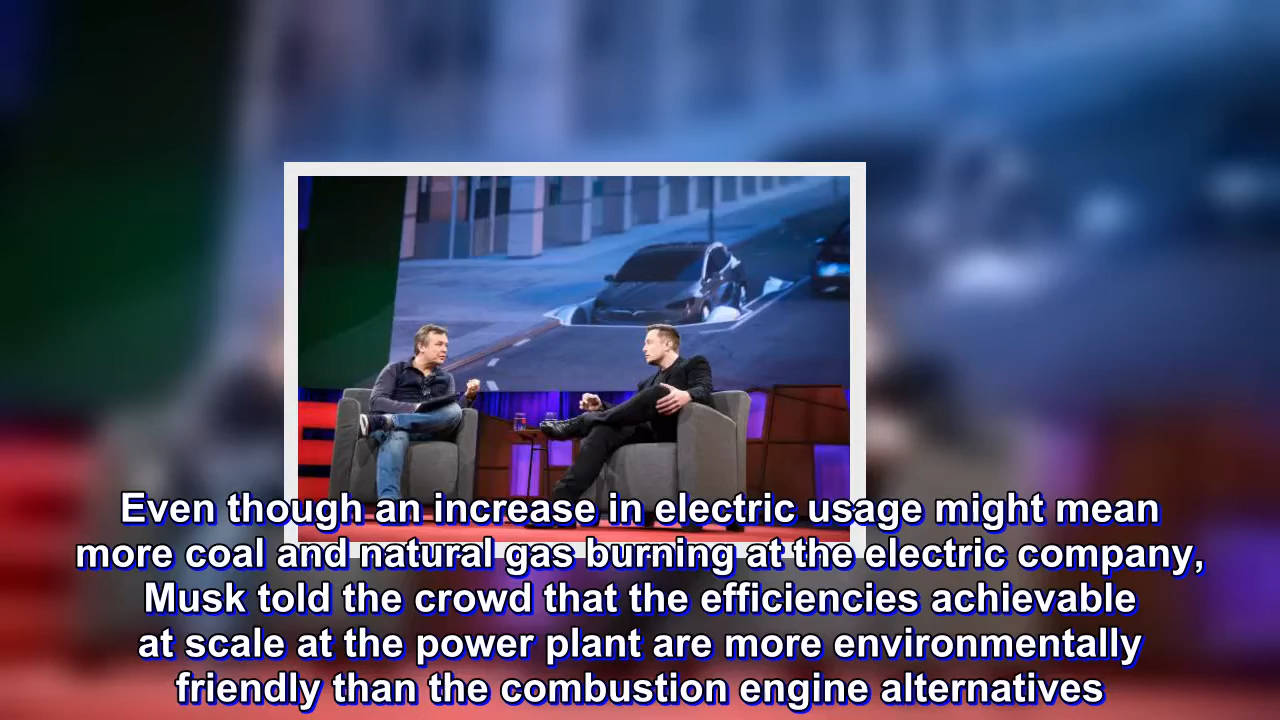 Even though an increase in electric usage might mean
more coal and natural gas burning at the electric company,
Musk told the crowd that the efficiencies achievable
at scale at the power plant are more environmentally
friendly than the combustion engine alternatives